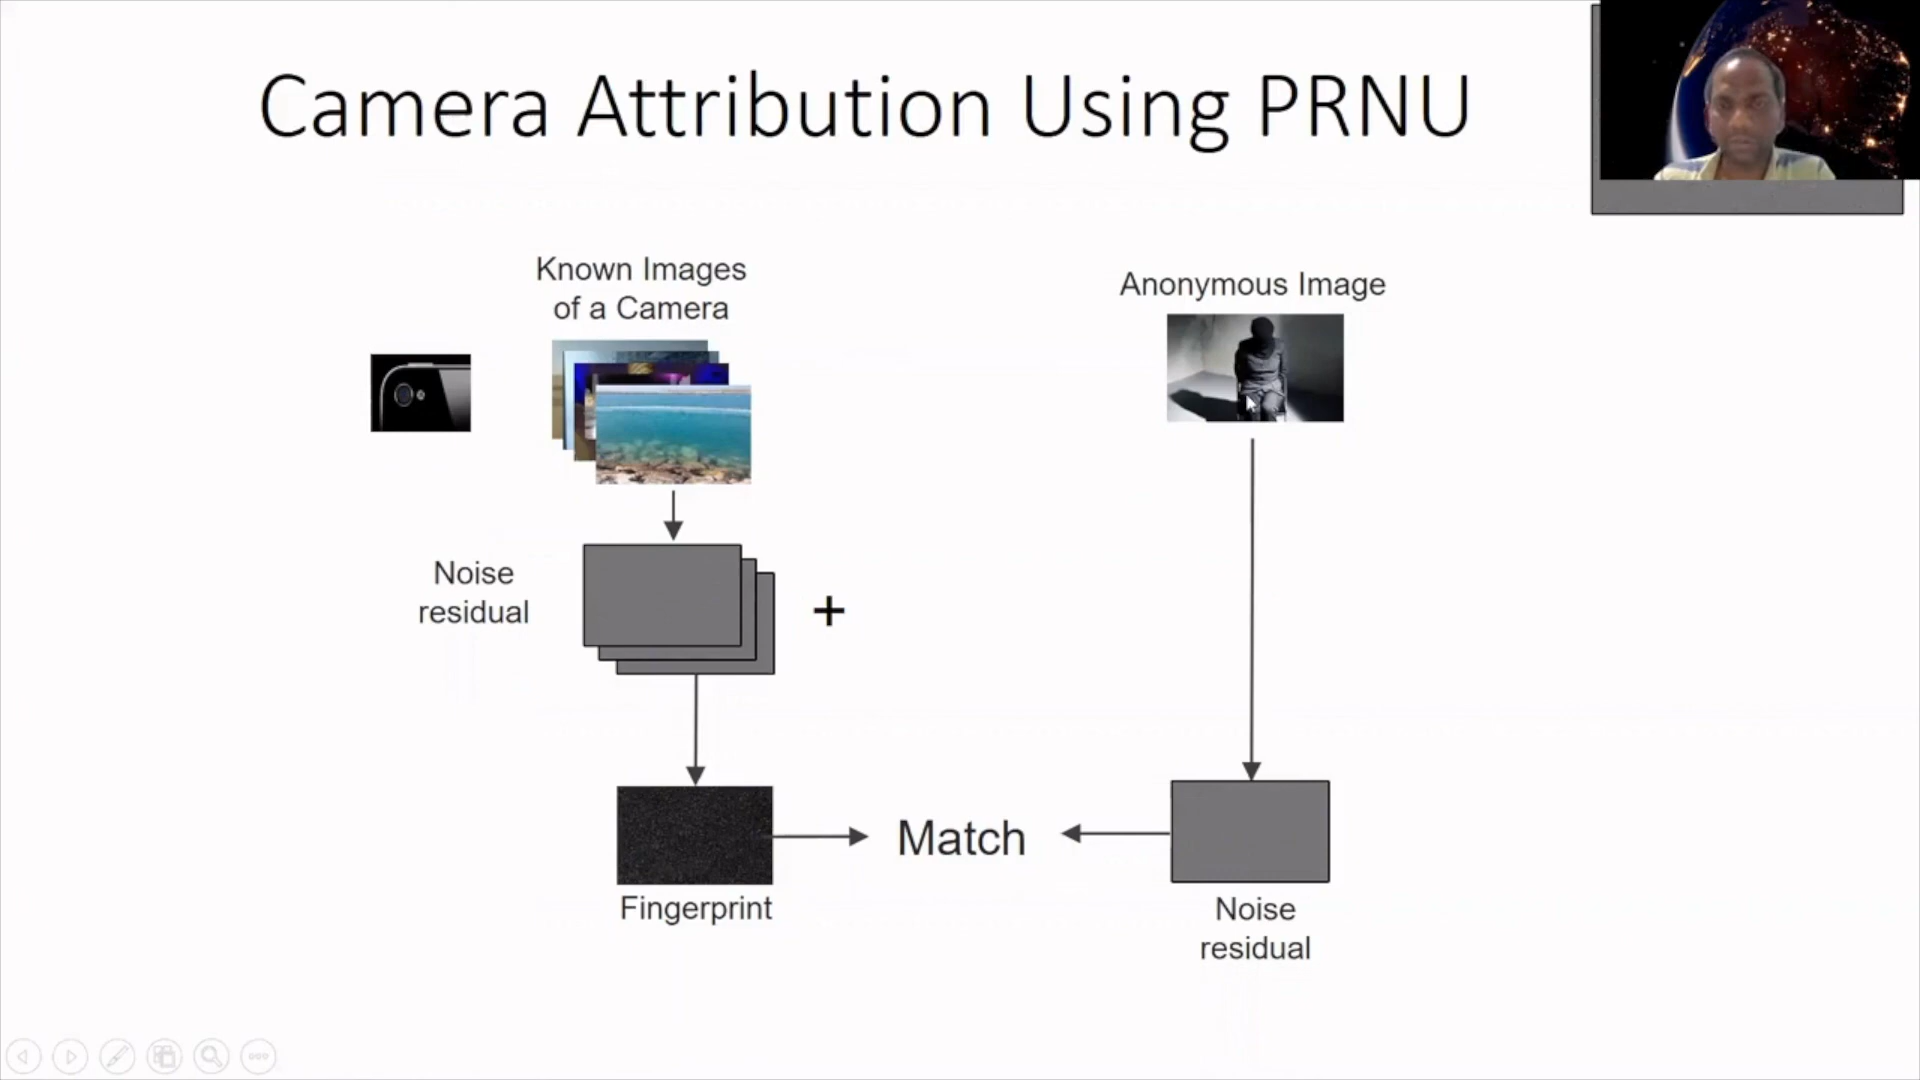 Camera Attribution Using PRNU
Known Images
of a Camera
Anonymous Image
Noise
residual
+
Match
Fingerprint
Noise
residual